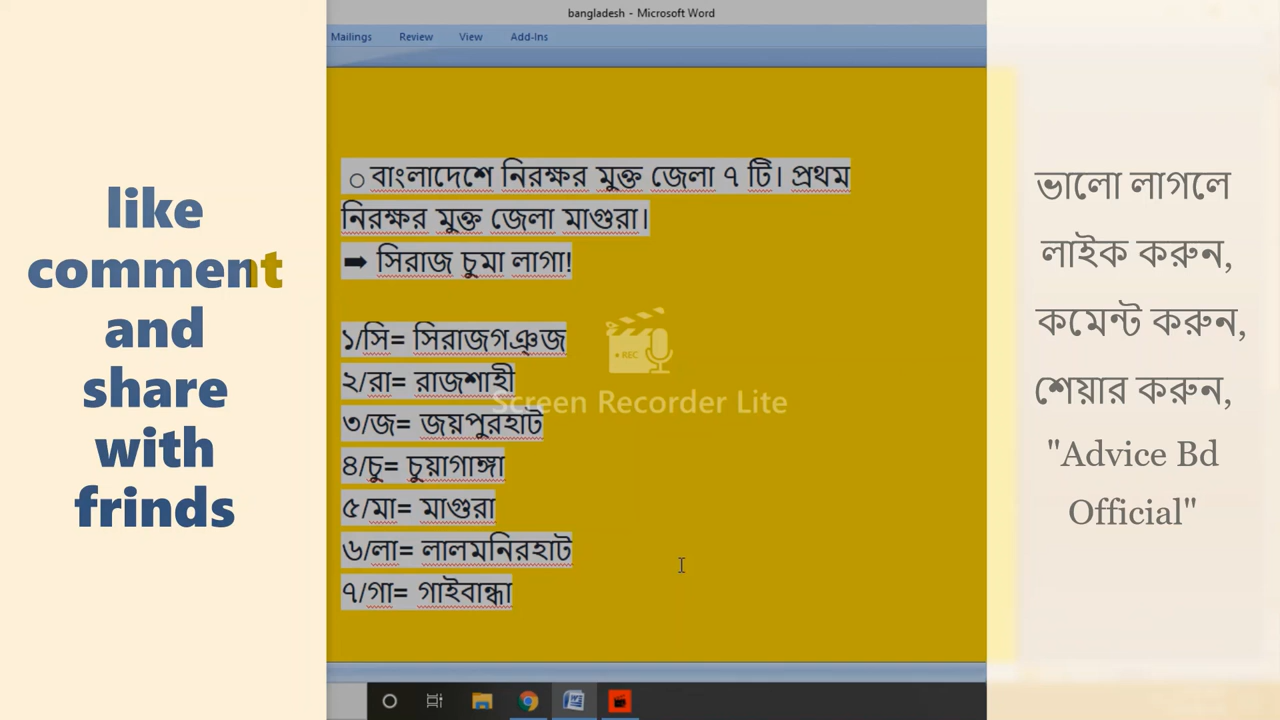 like
comment
and
share
with
frinds
bangladesh - Microsoft Word
Mailings Review View Add-Ins
○ বাংলাদেশে নিরক্ষর মুক্ত জেলা ৭ টি। প্রথম
নিরক্ষর মুক্ত জেলা মাগুরা।
➡ সিরাজ চুমা লাগা!
১/সি= সিরাজগঞ্জ
২/রা= রাজশাহী
৩/জ= জয়পুরহাট
৪/চু= চুয়াগাঙ্গা
৫/মা= মাগুরা
৬/লা= লালমনিরহাট
৭/গা= গাইবান্ধা
REC
Screen Recorder Lite
ভালো লাগলে
লাইক করুন,
কমেন্ট করুন,
শেয়ার করুন,
"Advice Bd
Official"